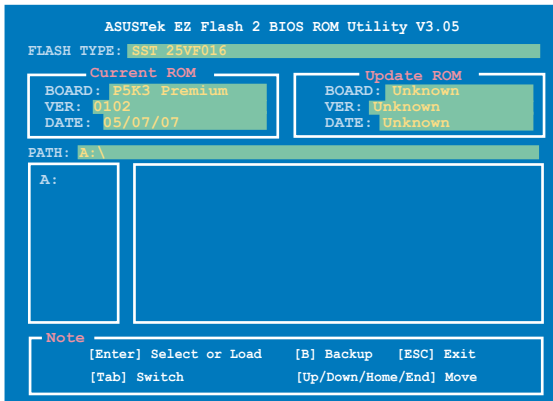 ASUSTek EZ Flash 2 BIOS ROM Utility V3.05
FLASH TYPE: SST 25VF016
Current ROM
BOARD: P5K3 Premium
VER: 0102
DATE: 05/07/07
Update ROM
BOARD: Unknown
VER: Unknown
DATE: Unknown
PATH: A:\
A:
Note
[Enter] Select or Load [B] Backup [ESC] Exit
[Tab] Switch [Up/Down/Home/End] Move